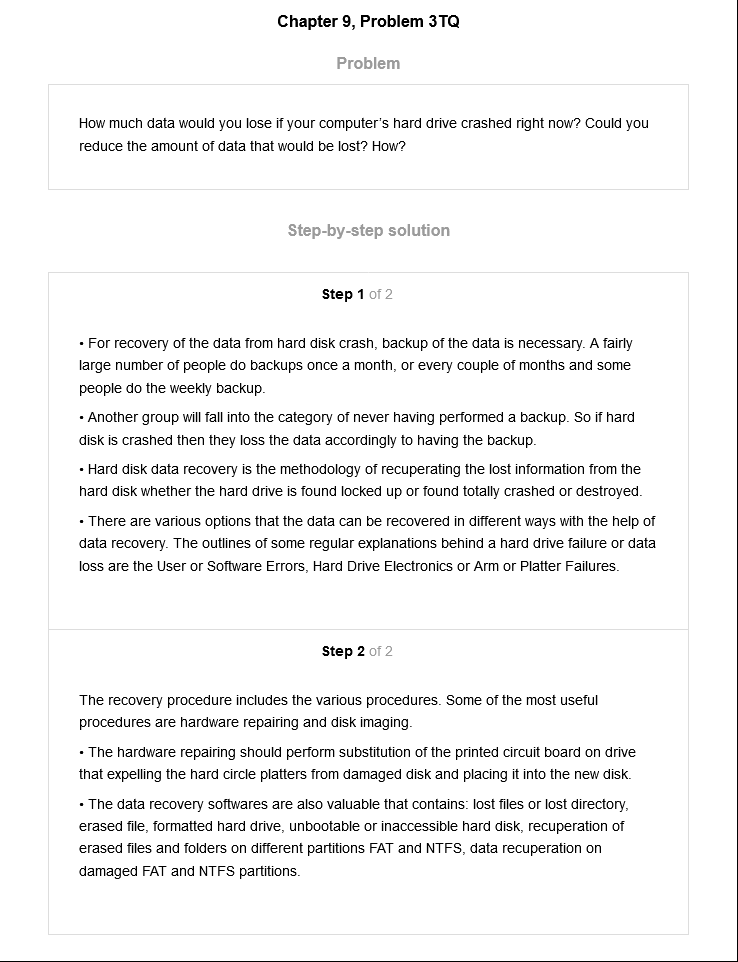 Chapter 9, Problem 3TQ
Problem
How much data would you lose if your computer's hard drive crashed right now? Could you
reduce the amount of data that would be lost? How?
Step-by-step solution
Step 1 of 2
• For recovery of the data from hard disk crash, backup of the data is necessary. A fairly
large number of people do backups once a month, or every couple of months and some
people do the weekly backup.
• Another group will fall into the category of never having performed a backup. So if hard
disk is crashed then they loss the data accordingly to having the backup.
• Hard disk data recovery is the methodology of recuperating the lost information from the
hard disk whether the hard drive is found locked up or found totally crashed or destroyed.
• There are various options that the data can be recovered in different ways with the help of
data recovery. The outlines of some regular explanations behind a hard drive failure or data
loss are the User or Software Errors, Hard Drive Electronics or Arm or Platter Failures.
Step 2 of 2
The recovery procedure includes the various procedures. Some of the most useful
procedures are hardware repairing and disk imaging.
• The hardware repairing should perform substitution of the printed circuit board on drive
that expelling the hard circle platters from damaged disk and placing it into the new disk.
• The data recovery softwares are also valuable that contains: lost files or lost directory,
erased file, formatted hard drive, unbootable or inaccessible hard disk, recuperation of
erased files and folders on different partitions FAT and NTFS, data recuperation on
damaged FAT and NTFS partitions.